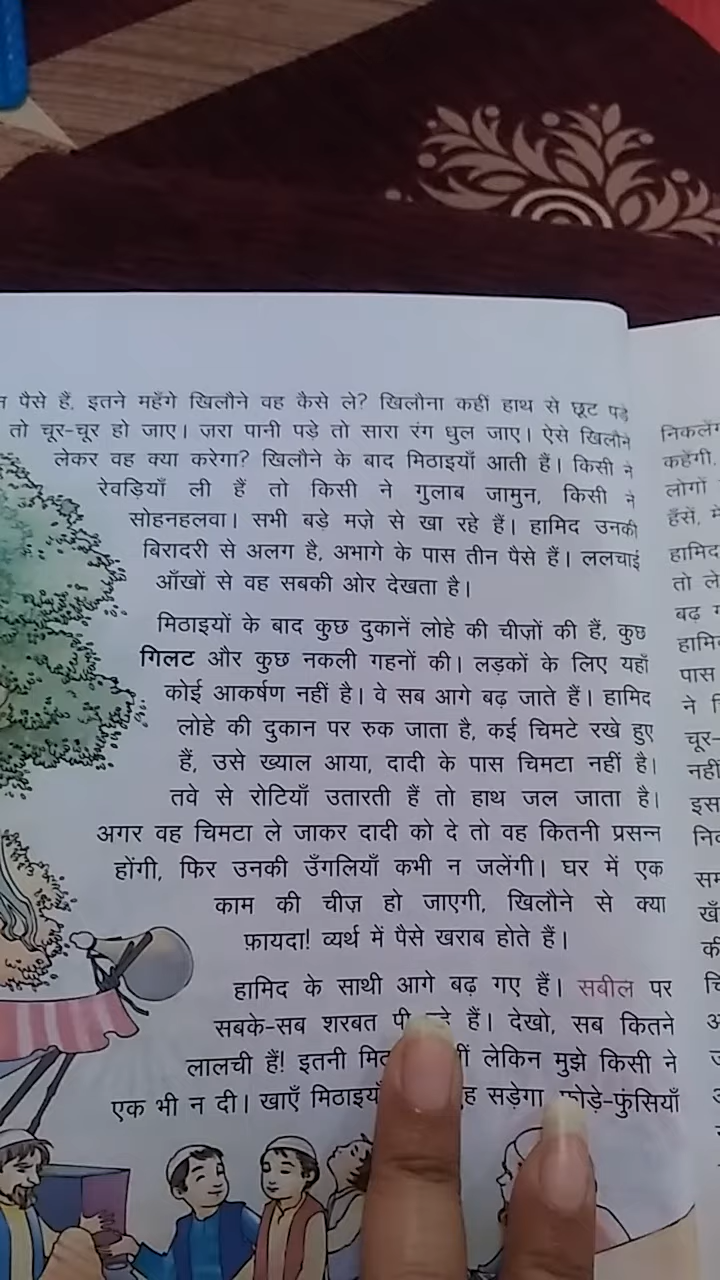 पैसे हैं, इतने महँगे खिलौने वह कैसे ले? खिलौना कहीं हाथ से छूट पड़े
तो चूर-चूर हो जाए। ज़रा पानी पड़े तो सारा रंग धुल जाए। ऐसे खिलौने
लेकर वह क्या करेगा? खिलौने के बाद मिठाइयाँ आती हैं। किसी ने
रेवड़ियाँ ली हैं तो किसी ने गुलाब जामुन, किसी ने
सोहनहलवा। सभी बड़े मज़े से खा रहे हैं। हामिद उनकी
बिरादरी से अलग है, अभागे के पास तीन पैसे हैं। ललचाई
आँखों से वह सबकी ओर देखता है।
मिठाइयों के बाद कुछ दुकानें लोहे की चीज़ों की हैं, कुछ
गिलट और कुछ नकली गहनों की। लड़कों के लिए यहाँ
कोई आकर्षण नहीं है। वे सब आगे बढ़ जाते हैं। हामिद
लोहे की दुकान पर रुक जाता है, कई चिमटे रखे हुए
हैं, उसे ख्याल आया, दादी के पास चिमटा नहीं है।
तवे से रोटियाँ उतारती हैं तो हाथ जल जाता है।
अगर वह चिमटा ले जाकर दादी को दे तो वह कितनी प्रसन्न
होंगी, फिर उनकी उँगलियाँ कभी न जलेंगी। घर में एक
काम की चीज़ हो जाएगी, खिलौने से क्या
फ़ायदा! व्यर्थ में पैसे खराब होते हैं।
हामिद के साथी आगे बढ़ गए हैं। सबील पर
सबके-सब शरबत पी रहे हैं। देखो, सब कितने
लालची हैं! इतनी लेकिन मुझे किसी ने
एक भी न दी। खाएँ मिठाइयाँ सड़ेगा फोड़े-फुंसियाँ
निकलेंग
कहेंगी,
लोगों
हँसें,
हामिद
तो ले
बढ़
पास
ने
चूर-
नहीं
इस